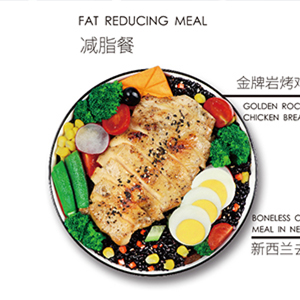 FAT REDUCING MEAL
减脂餐
金牌岩烤
GOLDEN ROC
CHICKEN BREA
BONELESS C
MEAL IN NE
新西兰